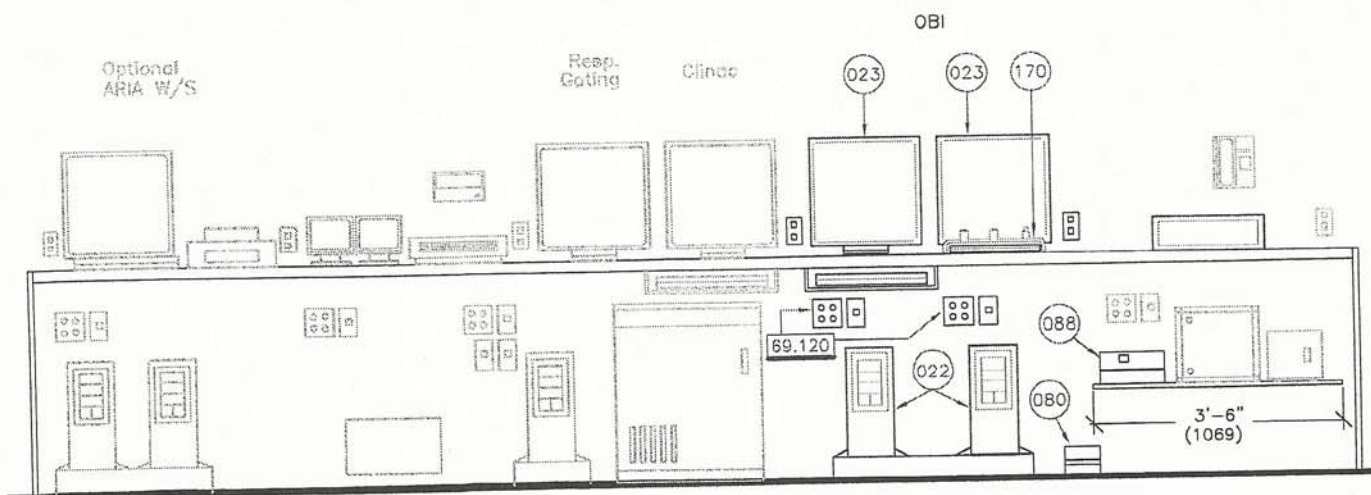 OBI
Optional
ARIA W/S
Resp.
Gating
Clinac
023
023
170
69.120
022
088
080
3'-6"
(1069)